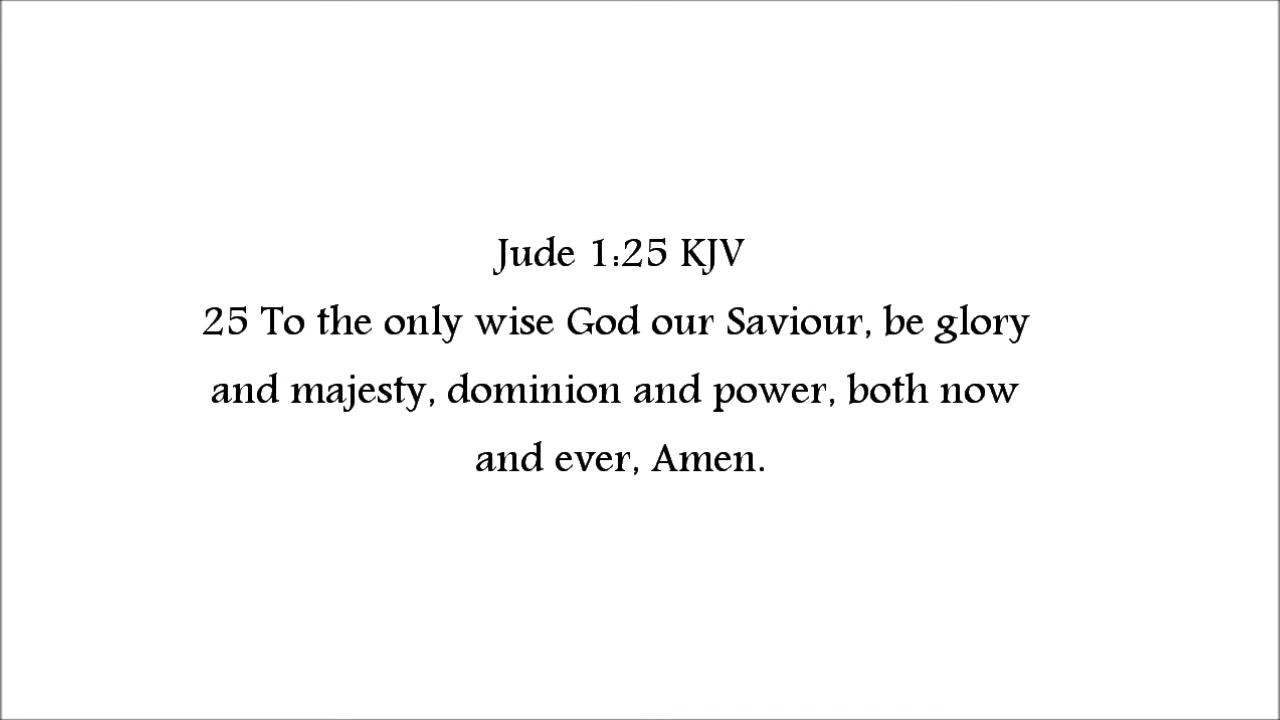 Jude 1:25 KJV
25 To the only wise God our Saviour, be glory
and majesty, dominion and power, both now
and ever, Amen.